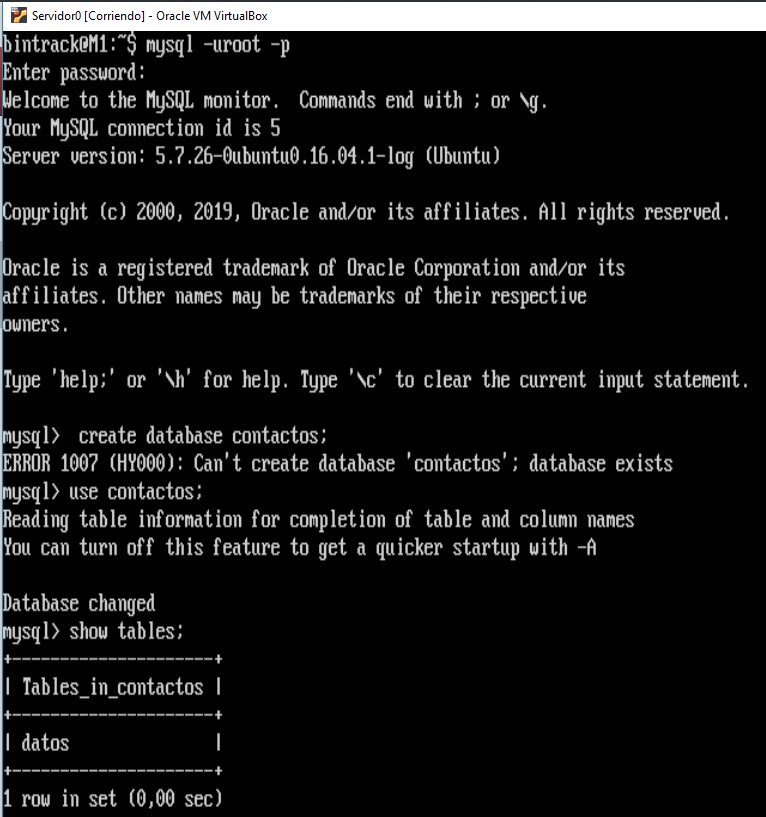 Servidor0 [Corriendo] - Oracle VM VirtualBox
bintrack@M1:~$ mysql -uroot -p
Enter password:
Welcome to the MySQL monitor.  Commands end with ; or \g.
Your MySQL connection id is 5
Server version: 5.7.26-0ubuntu0.16.04.1-log (Ubuntu)

Copyright (c) 2000, 2019, Oracle and/or its affiliates. All rights reserved.

Oracle is a registered trademark of Oracle Corporation and/or its
affiliates. Other names may be trademarks of their respective
owners.

Type 'help;' or '\h' for help. Type '\c' to clear the current input statement.

mysql>  create database contactos;
ERROR 1007 (HY000): Can't create database 'contactos'; database exists
mysql> use contactos;
Reading table information for completion of table and column names
You can turn off this feature to get a quicker startup with -A

Database changed
mysql> show tables;
+---------------------+
| Tables_in_contactos |
+---------------------+
| datos               |
+---------------------+
1 row in set (0,00 sec)